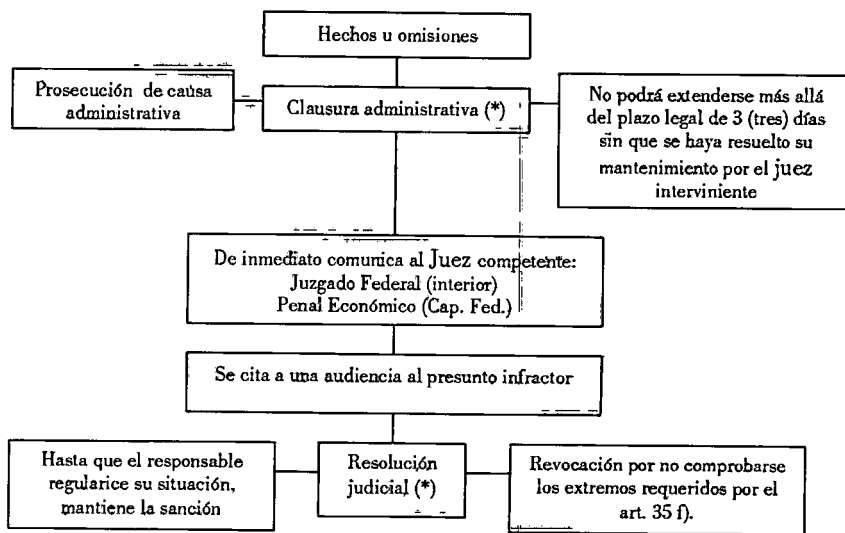 Hechos u omisiones
Prosecución de causa
administrativa
Clausura administrativa (*)
No podrá extenderse más allá
del plazo legal de 3 (tres) días
sin que se haya resuelto su
mantenimiento por el juez
interviniente
De inmediato comunica al Juez competente:
Juzgado Federal (interior)
Penal Económico (Cap. Fed.)
Se cita a una audiencia al presunto infractor
Hasta que el responsable
regularice su situación,
mantiene la sanción
Resolución
judicial (*)
Revocación por no comprobarse
los extremos requeridos por el
art. 35 f).